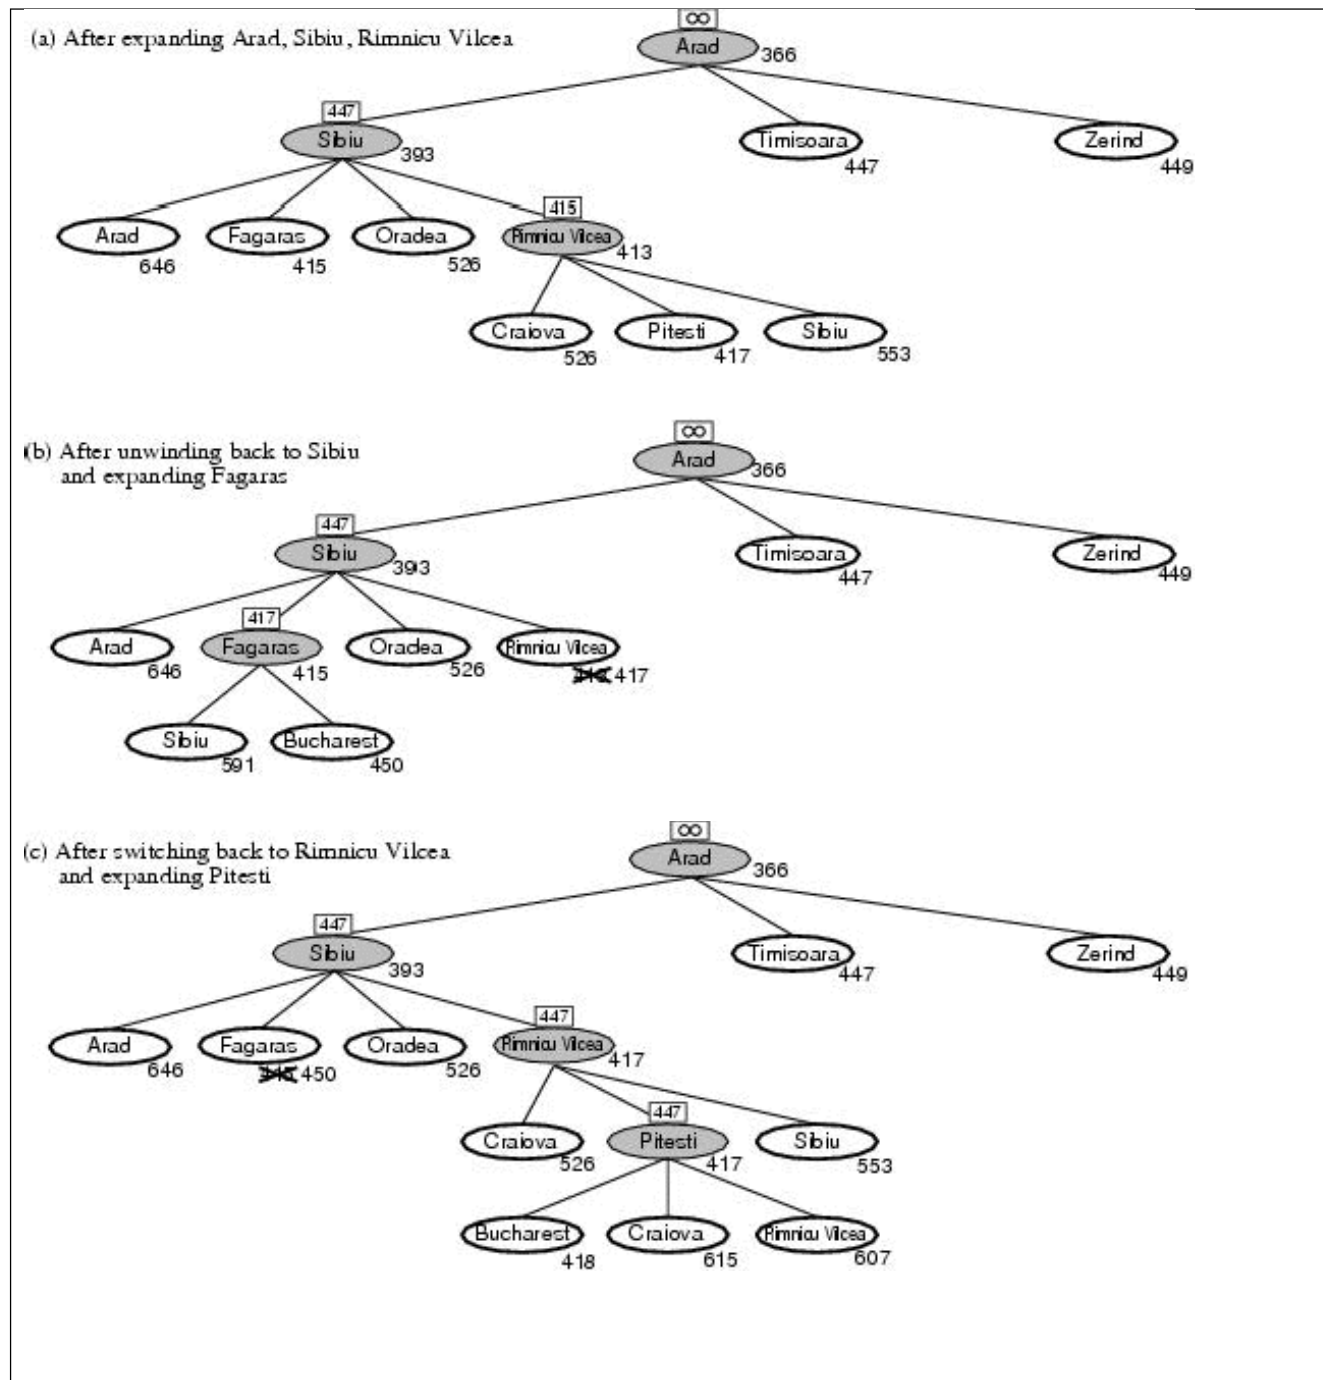 ∞
(a) After expanding Arad, Sibiu, Rimnicu Vilcea
Arad
366
447
Sibiu
393
Timisoara
447
Zerind
449
Arad
646
Fagaras
415
Oradea
526
415
Rimnicu Vilcea
413
Craiova
526
Pitesti
417
Sibiu
553
∞
(b) After unwinding back to Sibiu
and expanding Fagaras
Arad
366
447
Sibiu
393
Timisoara
447
Zerind
449
Arad
646
417
Fagaras
415
Oradea
526
Rimnicu Vilcea
417
Sibiu
591
Bucharest
450
∞
(c) After switching back to Rimnicu Vilcea
and expanding Pitesti
Arad
366
447
Sibiu
393
Timisoara
447
Zerind
449
Arad
646
Fagaras
450
Oradea
526
447
Rimnicu Vilcea
417
Craiova
526
447
Pitesti
417
Sibiu
553
Bucharest
418
Craiova
615
Rimnicu Vilcea
607